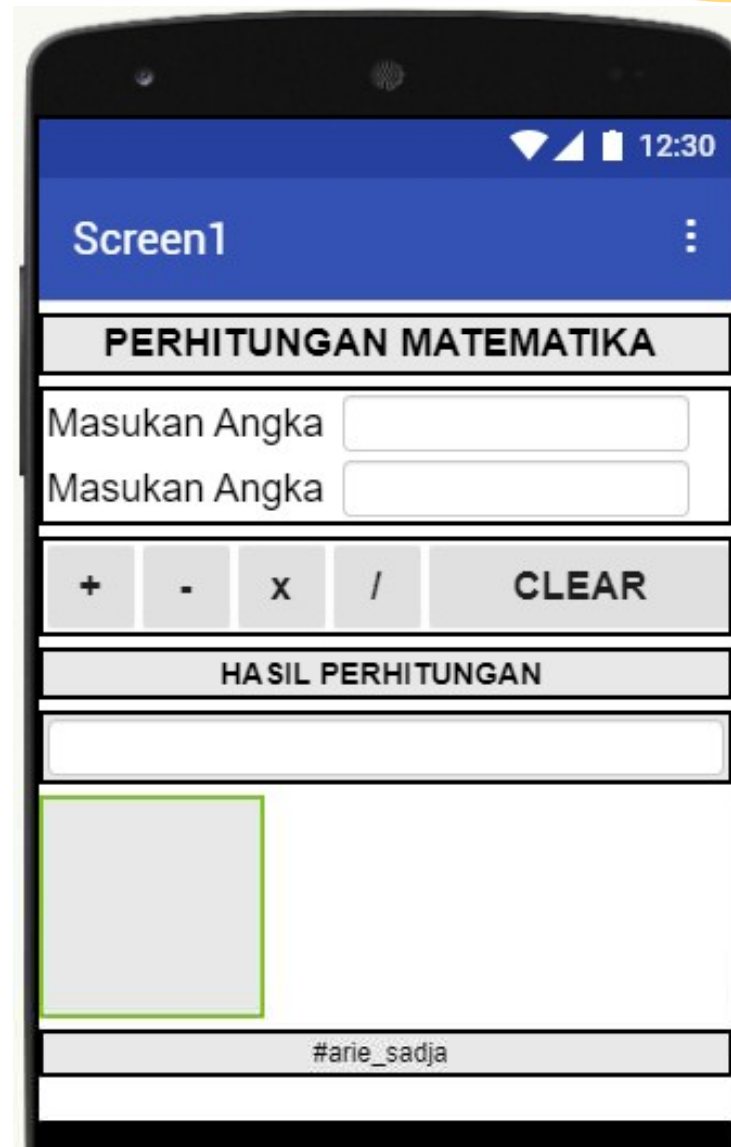 12:30
Screen1
PERHITUNGAN MATEMATIKA
Masukan Angka
Masukan Angka
+ - x / CLEAR
HASIL PERHITUNGAN
#arie_sadja